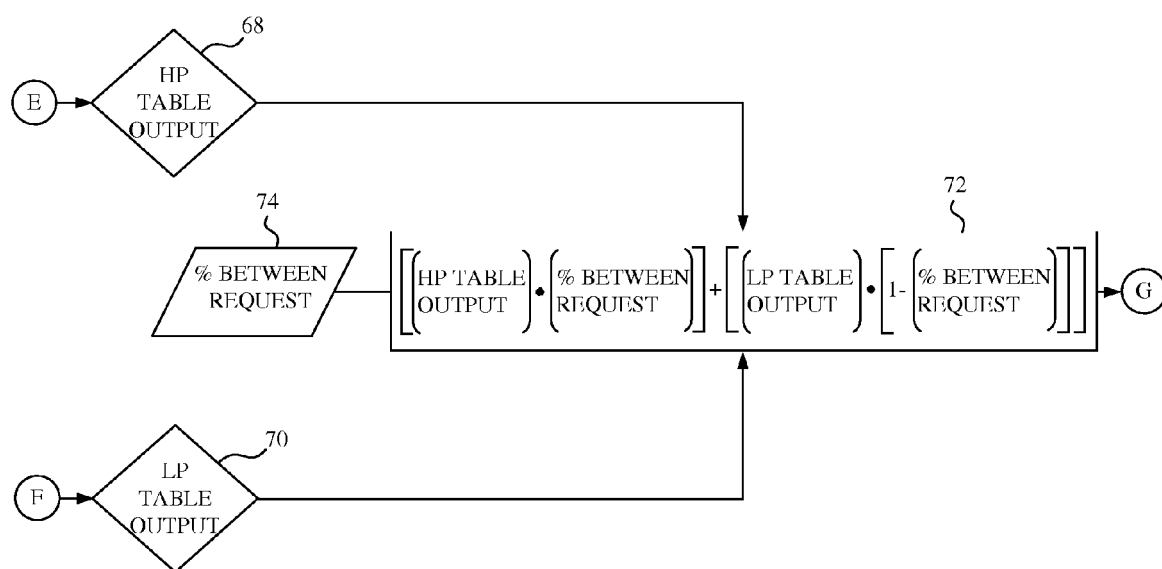 68
E
HP
TABLE
OUTPUT
74
72
% BETWEEN
REQUEST
[[(HP TABLE OUTPUT) • (% BETWEEN REQUEST)] + [(LP TABLE OUTPUT) • [1- (% BETWEEN REQUEST)]]]
G
70
F
LP
TABLE
OUTPUT